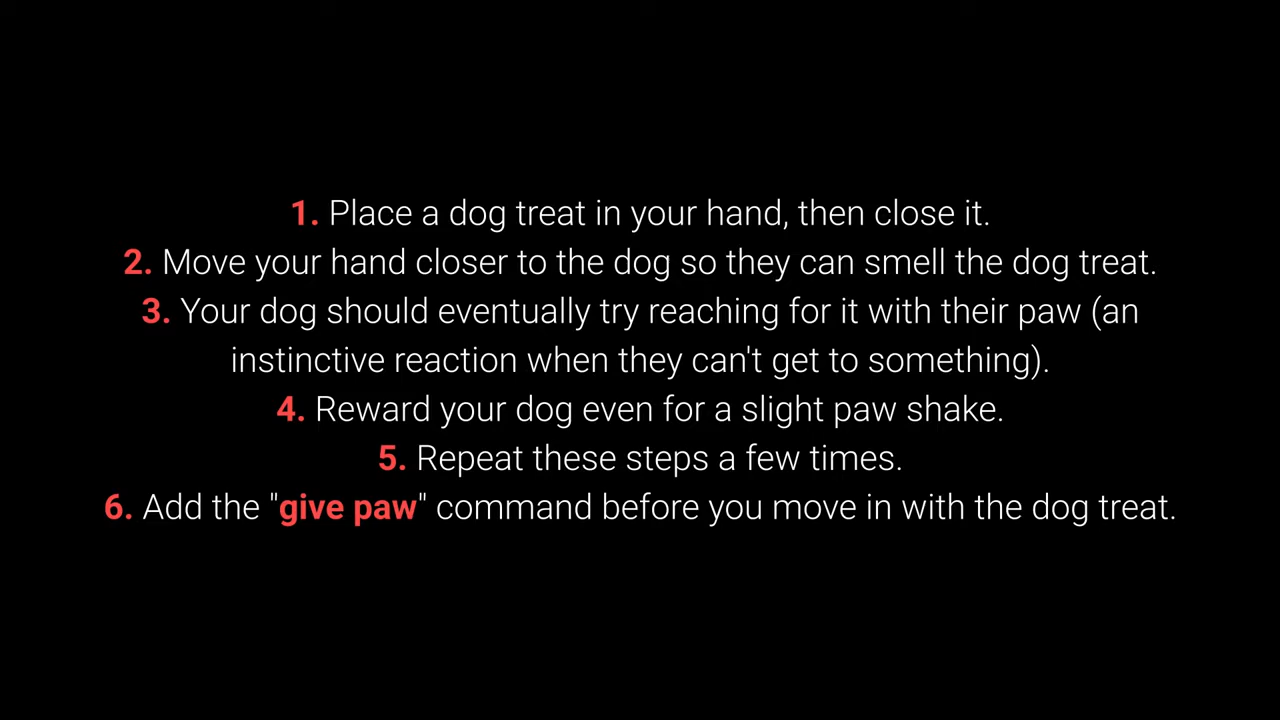 1. Place a dog treat in your hand, then close it.
2. Move your hand closer to the dog so they can smell the dog treat.
3. Your dog should eventually try reaching for it with their paw (an
instinctive reaction when they can't get to something).
4. Reward your dog even for a slight paw shake.
5. Repeat these steps a few times.
6. Add the "give paw" command before you move in with the dog treat.